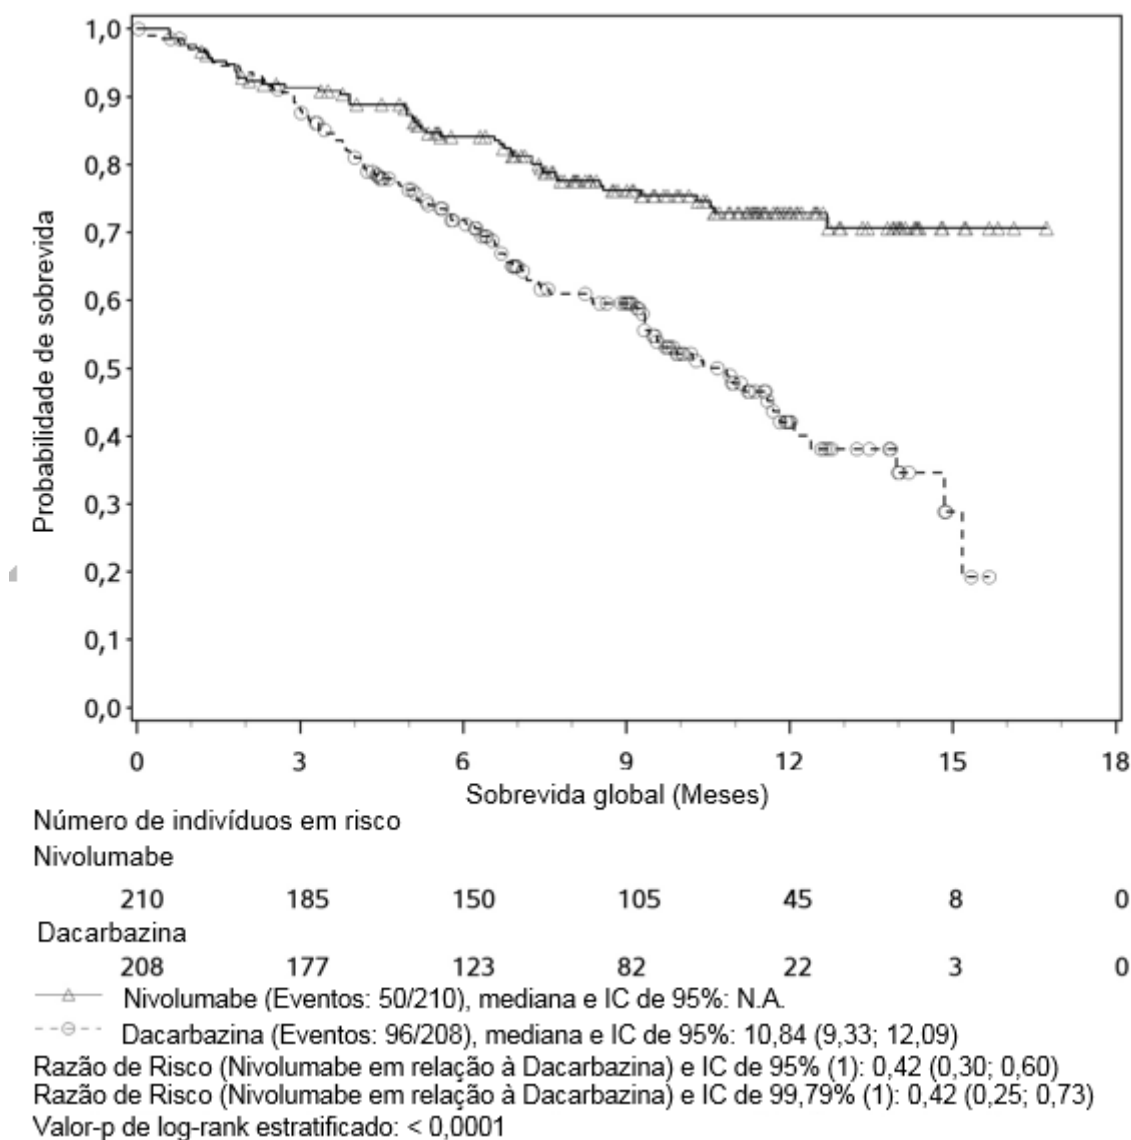 1,0
0,9
0,8
0,7
0,6
0,5
0,4
0,3
0,2
0,1
0,0
Probabilidade de sobrevida
0 3 6 9 12 15 18
Sobrevida global (Meses)
Número de indivíduos em risco
Nivolumabe
210 185 150 105 45 8 0
Dacarbazina
208 177 123 82 22 3 0
Nivolumabe (Eventos: 50/210), mediana e IC de 95%: N.A.
Dacarbazina (Eventos: 96/208), mediana e IC de 95%: 10,84 (9,33; 12,09)
Razão de Risco (Nivolumabe em relação à Dacarbazina) e IC de 95% (1): 0,42 (0,30; 0,60)
Razão de Risco (Nivolumabe em relação à Dacarbazina) e IC de 99,79% (1): 0,42 (0,25; 0,73)
Valor-p de log-rank estratificado: < 0,0001